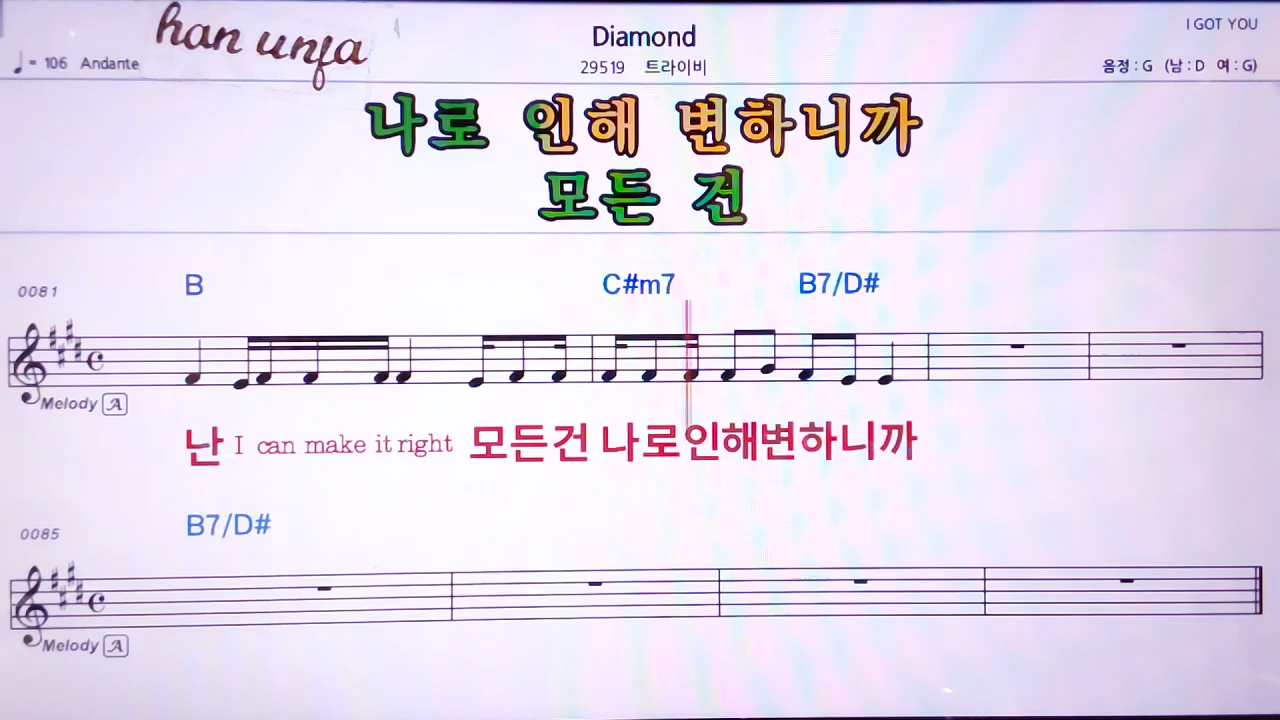 han unfa
Diamond
I GOT YOU
♩= 106 Andante
29519 트라이비
음정 : G (남 : D 여 : G)
나로 인해 변하니까
모든 건
B C#m7 B7/D#
0081
Melody A
난 I can make it right 모든건 나로인해변하니까
B7/D#
0085
Melody A